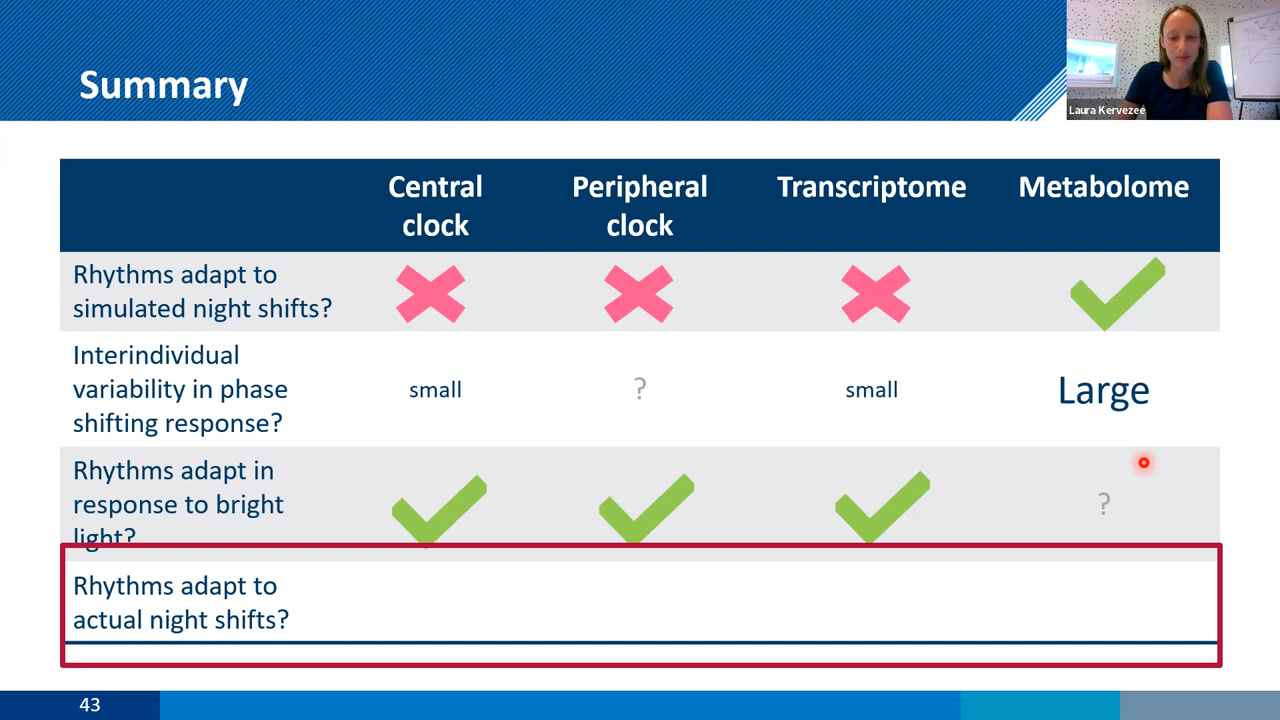 Summary
Laura Kervezee
Central
clock
Peripheral
clock
Transcriptome
Metabolome
Rhythms adapt to
simulated night shifts?
Interindividual
variability in phase
shifting response?
small
?
small
Large
Rhythms adapt in
response to bright
light?
?
Rhythms adapt to
actual night shifts?
43